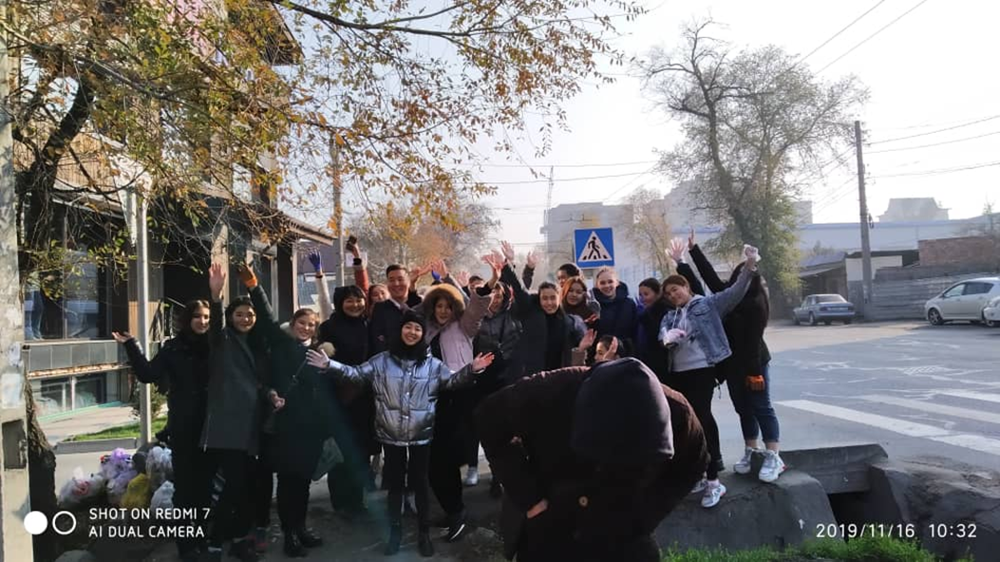 SHOT ON REDMI 7
AI DUAL CAMERA
2019/11/16 10:32